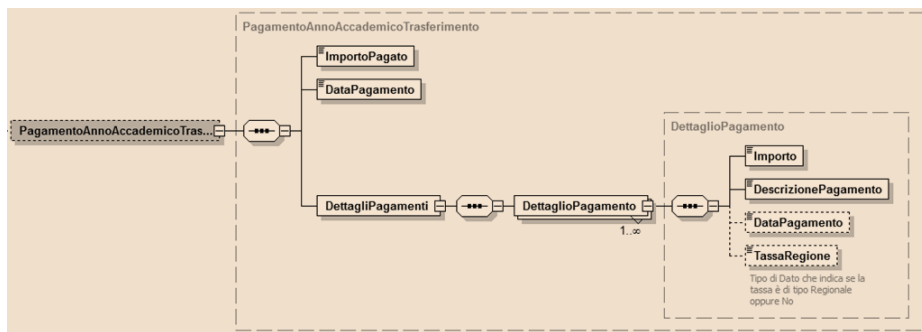 PagamentoAnnoAccademicoTrasferimento
ImportoPagato
DataPagamento
PagamentoAnnoAccademicoTras...
DettaglioPagamento
Importo
DescrizionePagamento
DettagliPagamenti
DettaglioPagamento
1..∞
DataPagamento
TassaRegione
Tipo di Dato che indica se la
tassa è di tipo Regionale
oppure No